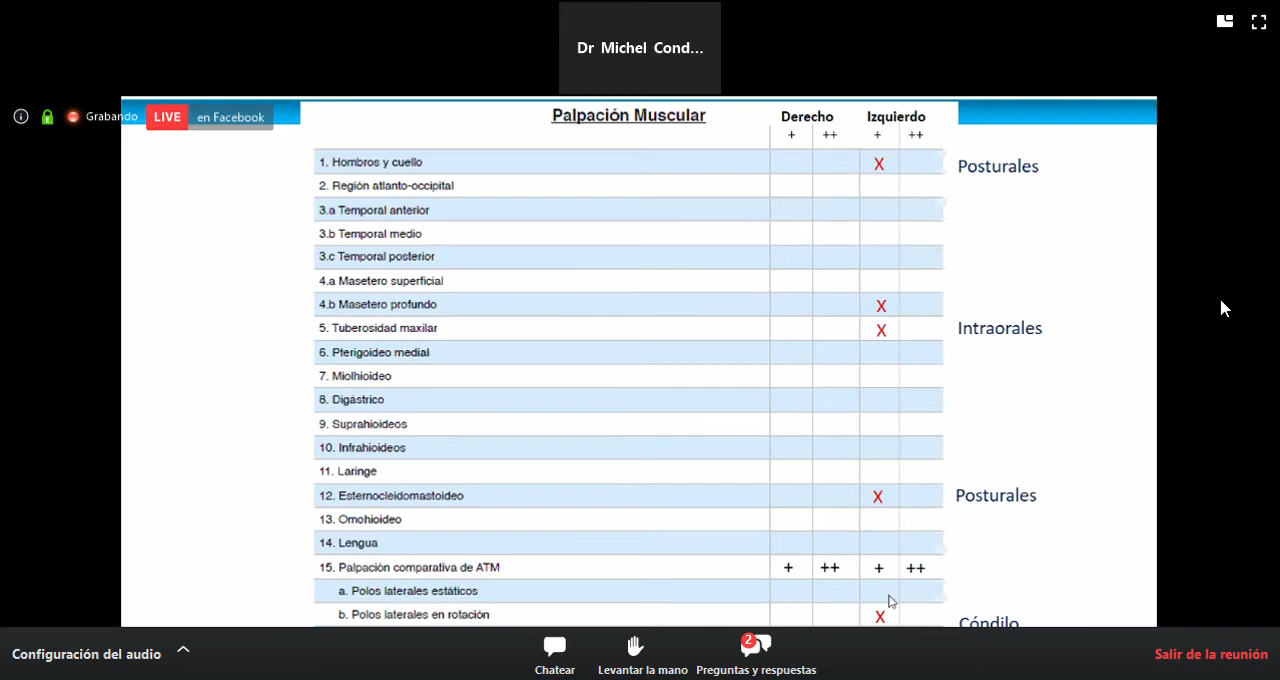 Dr Michel Cond...
Grabando
LIVE en Facebook
Palpación Muscular
Derecho Izquierdo
+ ++ + ++
1. Hombros y cuello X Posturales
2. Región atlanto-occipital
3.a Temporal anterior
3.b Temporal medio
3.c Temporal posterior
4.a Masetero superficial
4.b Masetero profundo X
5. Tuberosidad maxilar X Intraorales
6. Pterigoideo medial
7. Miolhioideo
8. Digástrico
9. Suprahioideos
10. Infrahioideos
11. Laringe
12. Esternocleidomastoideo X Posturales
13. Omohioideo
14. Lengua
15. Palpación comparativa de ATM + ++ + ++
a. Polos laterales estáticos
b. Polos laterales en rotación X Cóndilo
Configuración del audio
Chatear
Levantar la mano
2
Preguntas y respuestas
Salir de la reunión